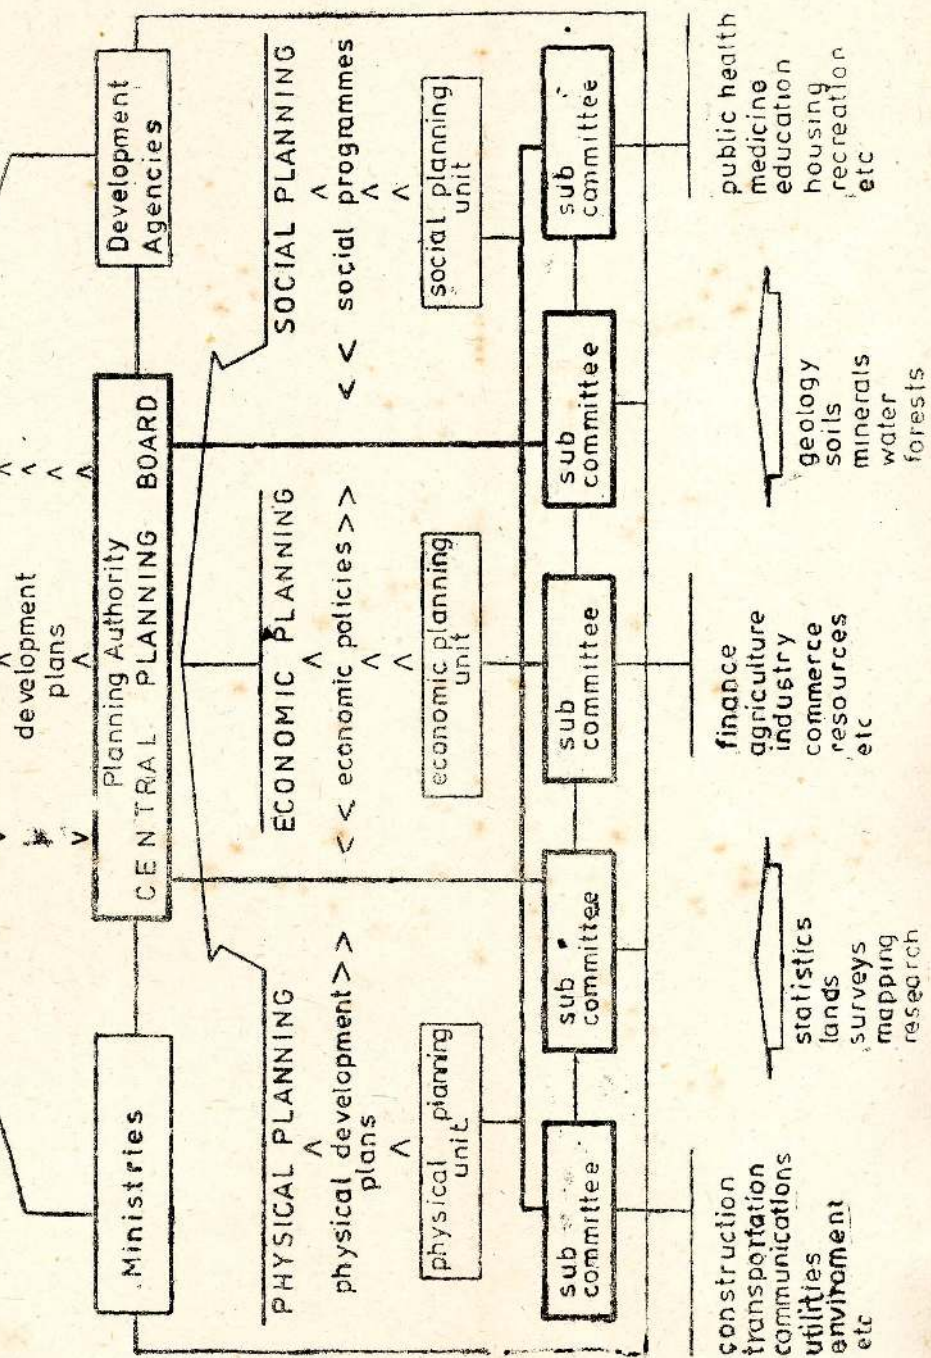 development
plans
Ministries
Planning Authority
CENTRAL PLANNING BOARD
Development
Agencies
PHYSICAL PLANNING
ECONOMIC PLANNING
SOCIAL PLANNING
physical development >>
plans
<< economic policies >>
<< social programmes
physical planning
unit
economic planning
unit
social planning
unit
sub
committee
sub
committee
sub
committee
sub
committee
sub
committee
construction
transportation
communications
utilities
enviroment
etc
statistics
lands
surveys
mapping
research
finance
agriculture
industry
commerce
resources
etc
geology
soils
minerals
water
forests
public health
medicine
education
housing
recreation
etc